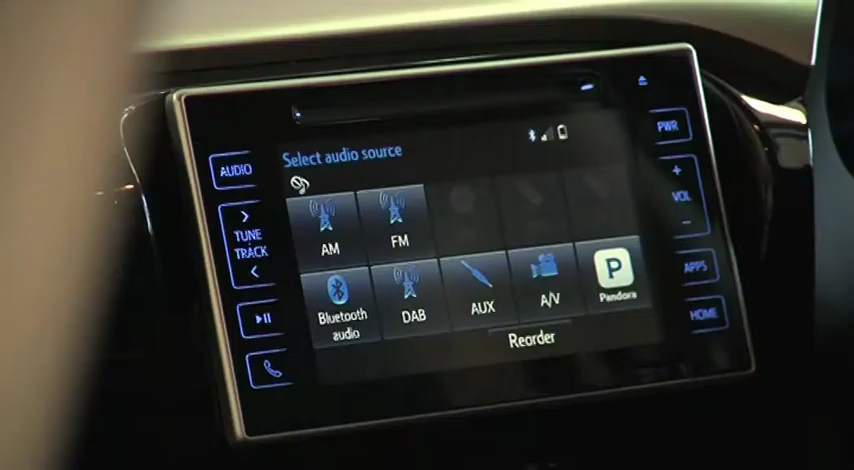 AUDIO
PWR
Select audio source
+
VOL
-
>
TUNE
TRACK
<
AM
FM
Bluetooth
audio
DAB
AUX
A/V
P
Pandora
APPS
HOME
Reorder